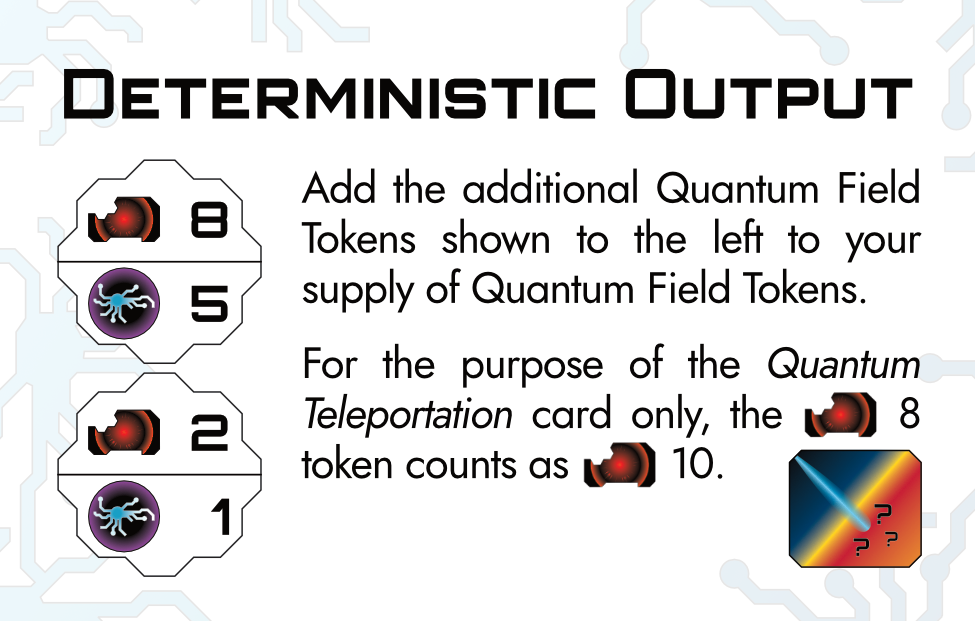 Deterministic Output
8
5
2
1
Add the additional Quantum Field
Tokens shown to the left to your
supply of Quantum Field Tokens.
For the purpose of the Quantum
Teleportation card only, the 8
token counts as 10.
?
? ?